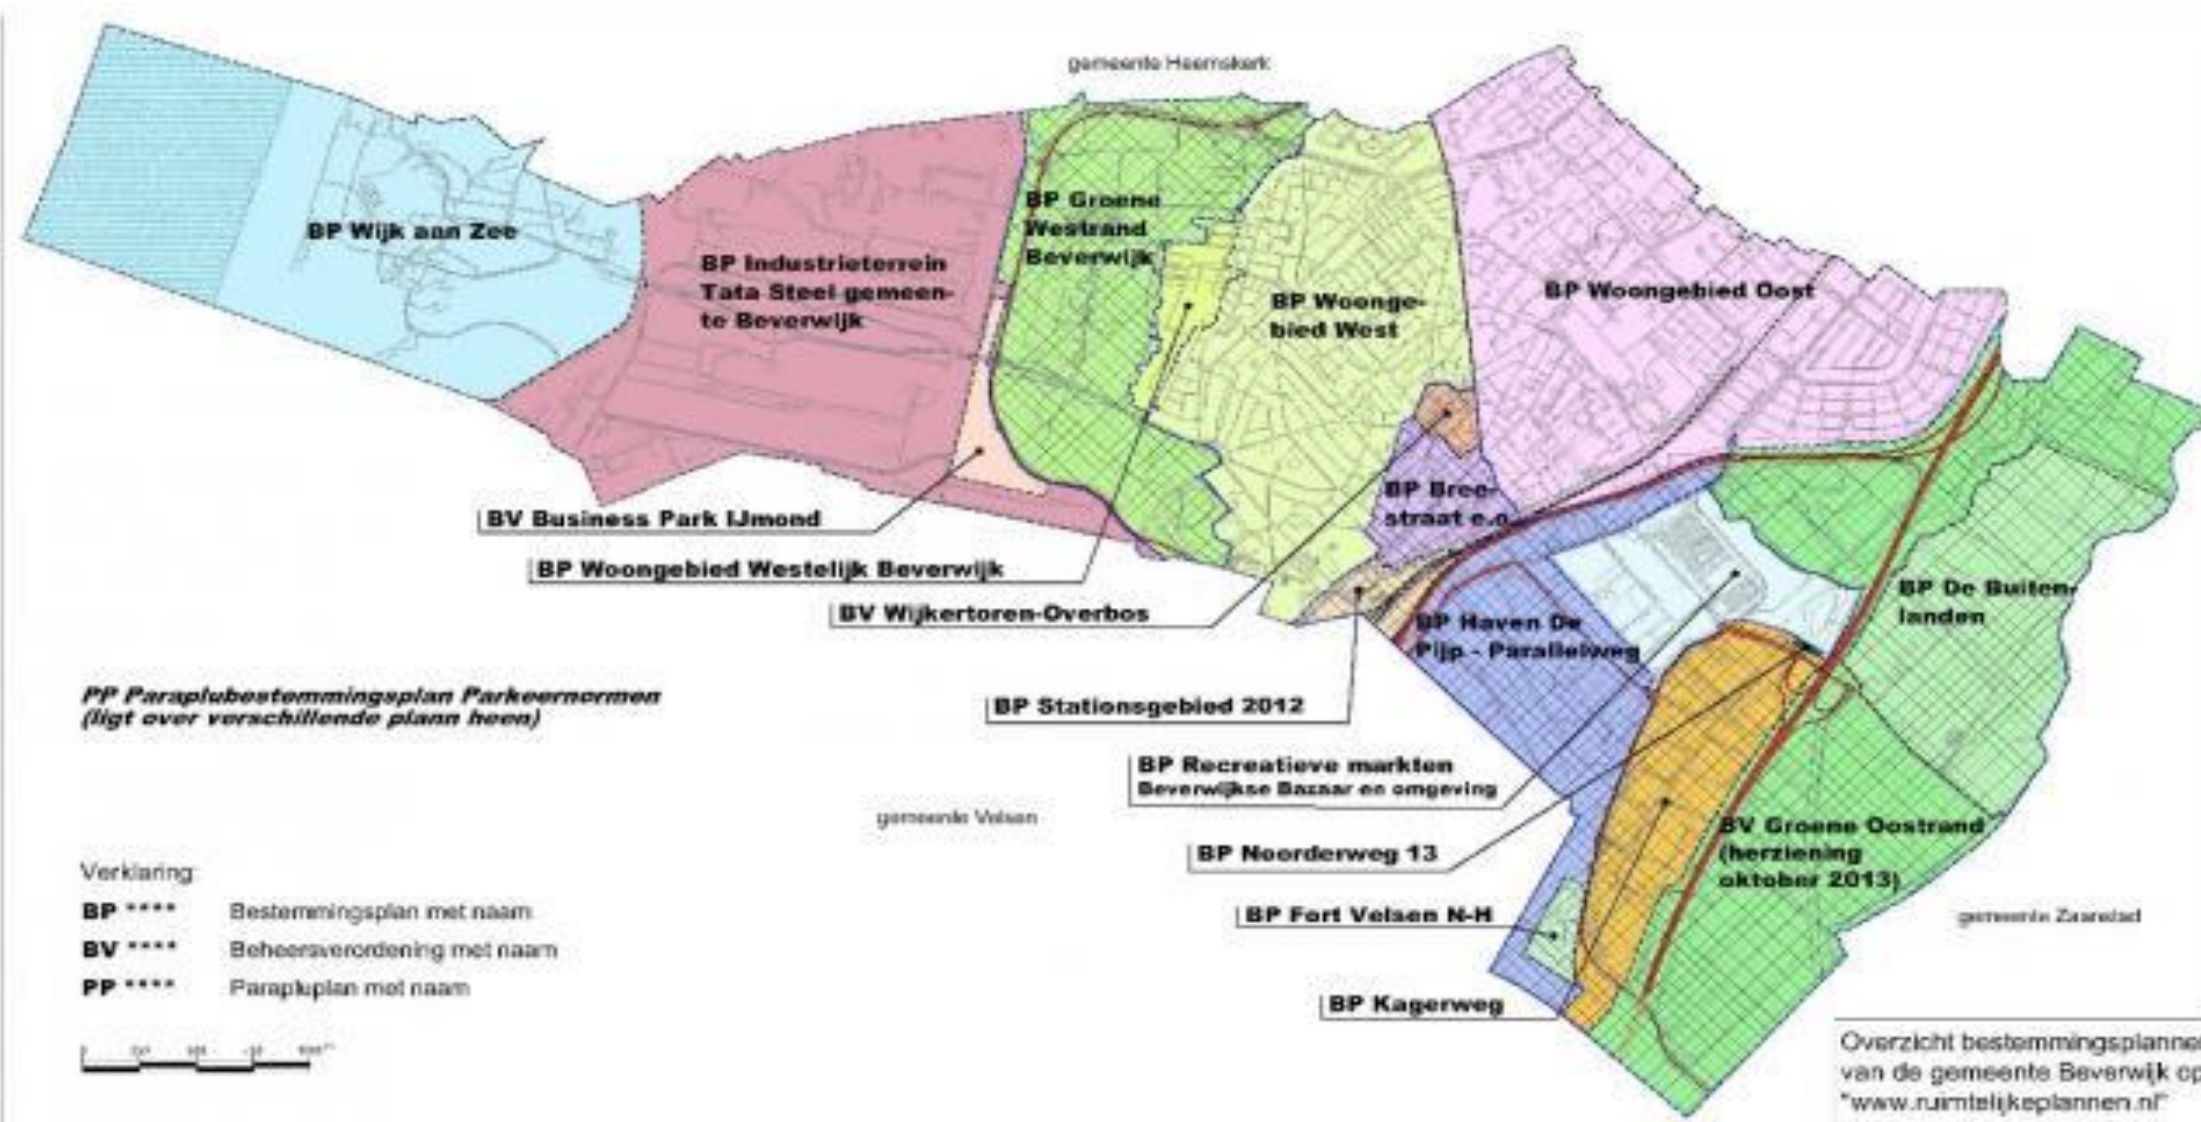 gemeente Heemskerk
BP Wijk aan Zee
BP Industrieterrein
Tata Steel gemeen-
te Beverwijk
BP Groene
Westrand
Beverwijk
BP Woonge-
bied West
BP Woongebied Oost
BP Bree-
straat e.o.
BV Business Park IJmond
BP Woongebied Westelijk Beverwijk
BV Wijkertoren-Overbos
BP Haven De
Pijp - Parallelweg
BP De Buiten-
landen
PP Paraplubestemmingsplan Parkeernormen
(ligt over verschillende plann heen)
BP Stationsgebied 2012
BP Recreatieve markten
Beverwijkse Bazaar en omgeving
gemeente Velsen
BP Noorderweg 13
BV Groene Oostrand
(herziening
oktober 2013)
BP Fort Velsen N-H
gemeente Zaanstad
BP Kagerweg
Verklaring:
BP **** Bestemmingsplan met naam
BV **** Beheersverordening met naam
PP **** Parapluplan met naam
Overzicht bestemmingsplannen
van de gemeente Beverwijk op
"www.ruimtelijkeplannen.nl"